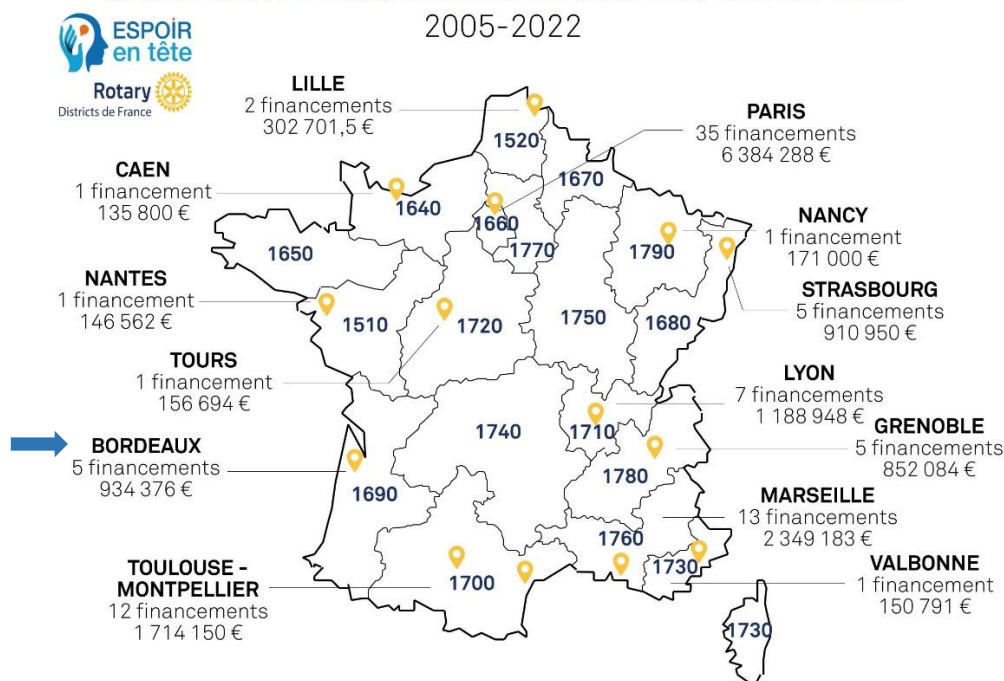 2005-2022
ESPOIR
en tête
Rotary
Districts de France
LILLE
2 financements
302 701,5 €
PARIS
35 financements
6 384 288 €
CAEN
1 financement
135 800 €
NANCY
1 financement
171 000 €
NANTES
1 financement
146 562 €
STRASBOURG
5 financements
910 950 €
TOURS
1 financement
156 694 €
LYON
7 financements
1 188 948 €
BORDEAUX
5 financements
934 376 €
GRENOBLE
5 financements
852 084 €
MARSEILLE
13 financements
2 349 183 €
TOULOUSE -
MONTPELLIER
12 financements
1 714 150 €
VALBONNE
1 financement
150 791 €
1520
1670
1640
1660
1770
1790
1650
1510
1720
1750
1680
1740
1710
1780
1690
1760
1700
1730
1730